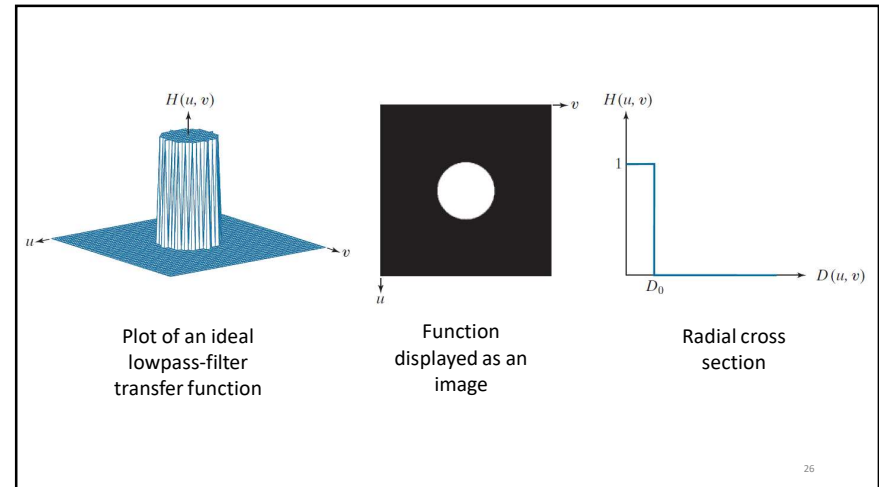 H(u, v)
u
v
Plot of an ideal
lowpass-filter
transfer function
v
u
Function
displayed as an
image
H(u, v)
1
D₀
D(u, v)
Radial cross
section
26